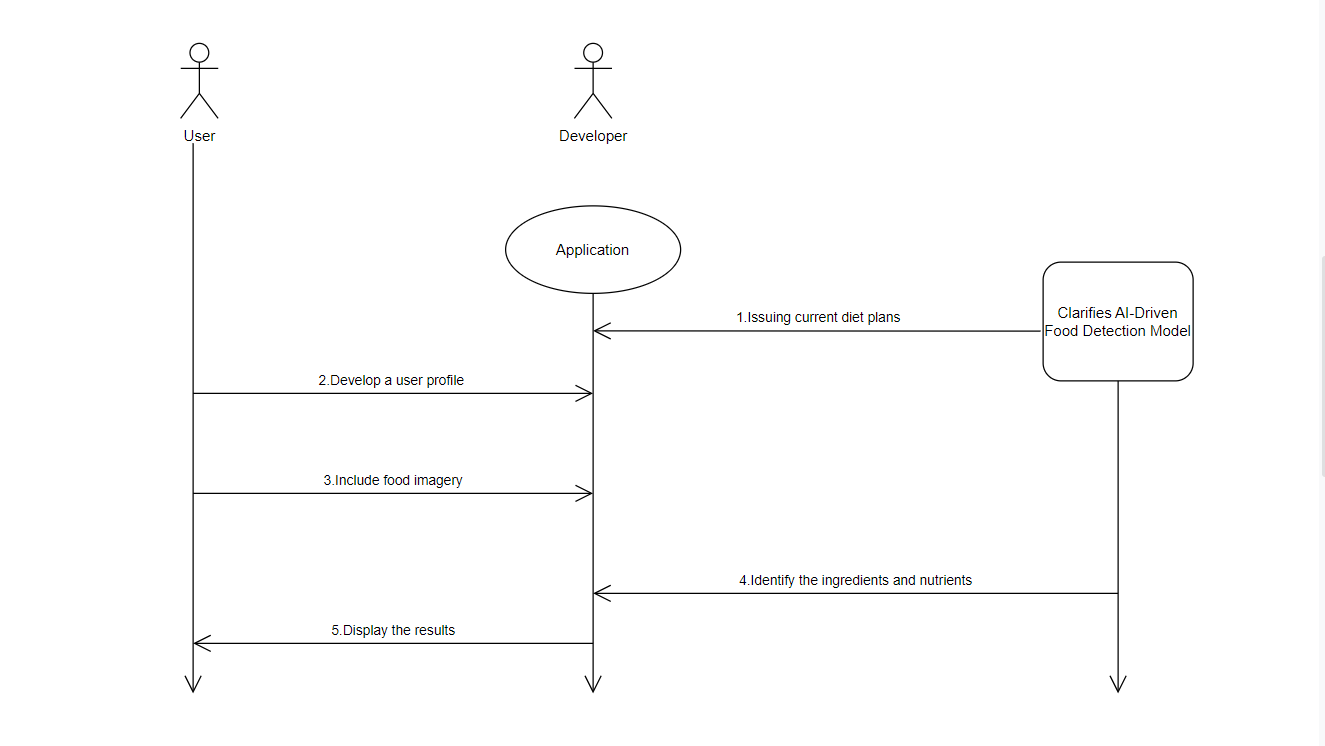 User
Developer
Application
Clarifies AI-Driven
Food Detection Model
1.Issuing current diet plans
2.Develop a user profile
3.Include food imagery
4.Identify the ingredients and nutrients
5.Display the results